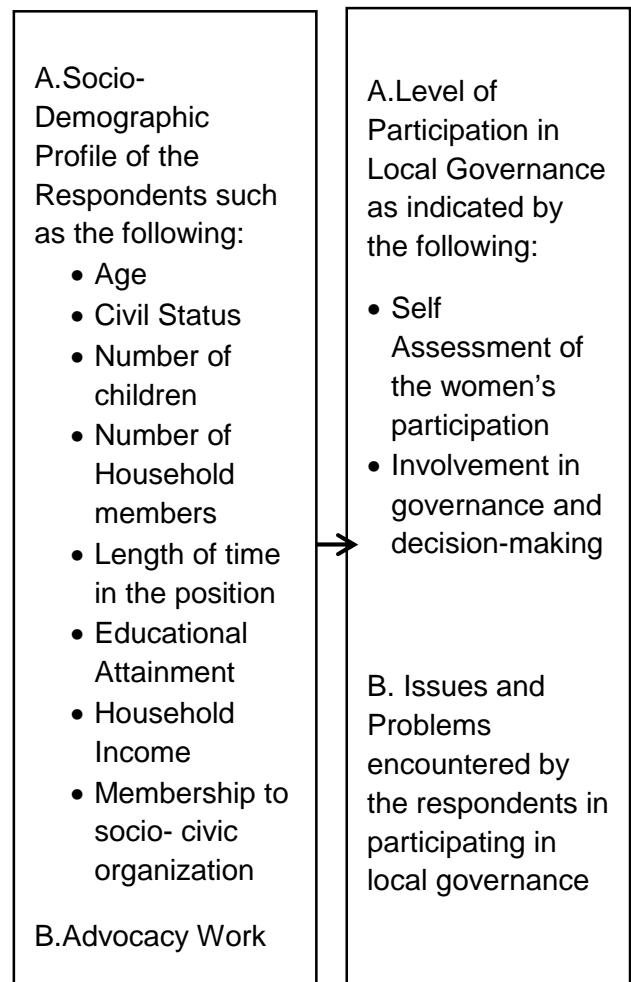 A.Socio-
Demographic
Profile of the
Respondents such
as the following:
• Age
• Civil Status
• Number of
children
• Number of
Household
members
• Length of time
in the position
• Educational
Attainment
• Household
Income
• Membership to
socio- civic
organization
B.Advocacy Work
A.Level of
Participation in
Local Governance
as indicated by
the following:
• Self
Assessment of
the women's
participation
• Involvement in
governance and
decision-making
B. Issues and
Problems
encountered by
the respondents in
participating in
local governance